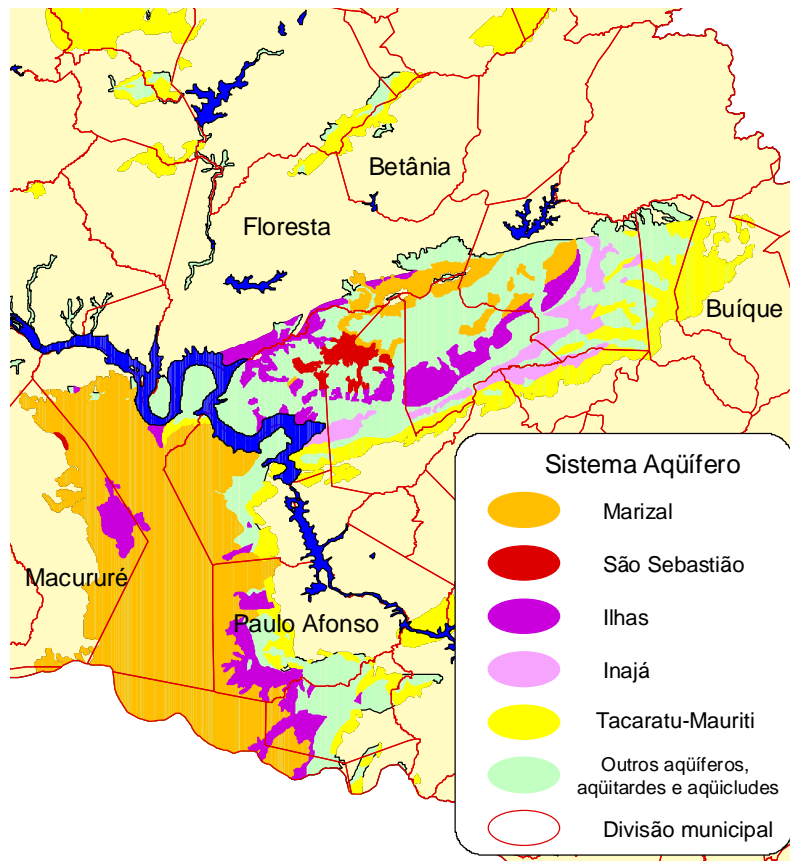 Betânia
Floresta
Buíque
Macururé
Paulo Afonso
Sistema Aqüífero
Marizal
São Sebastião
Ilhas
Inajá
Tacaratu-Mauriti
Outros aqüíferos,
aqüitardes e aqüicludes
Divisão municipal